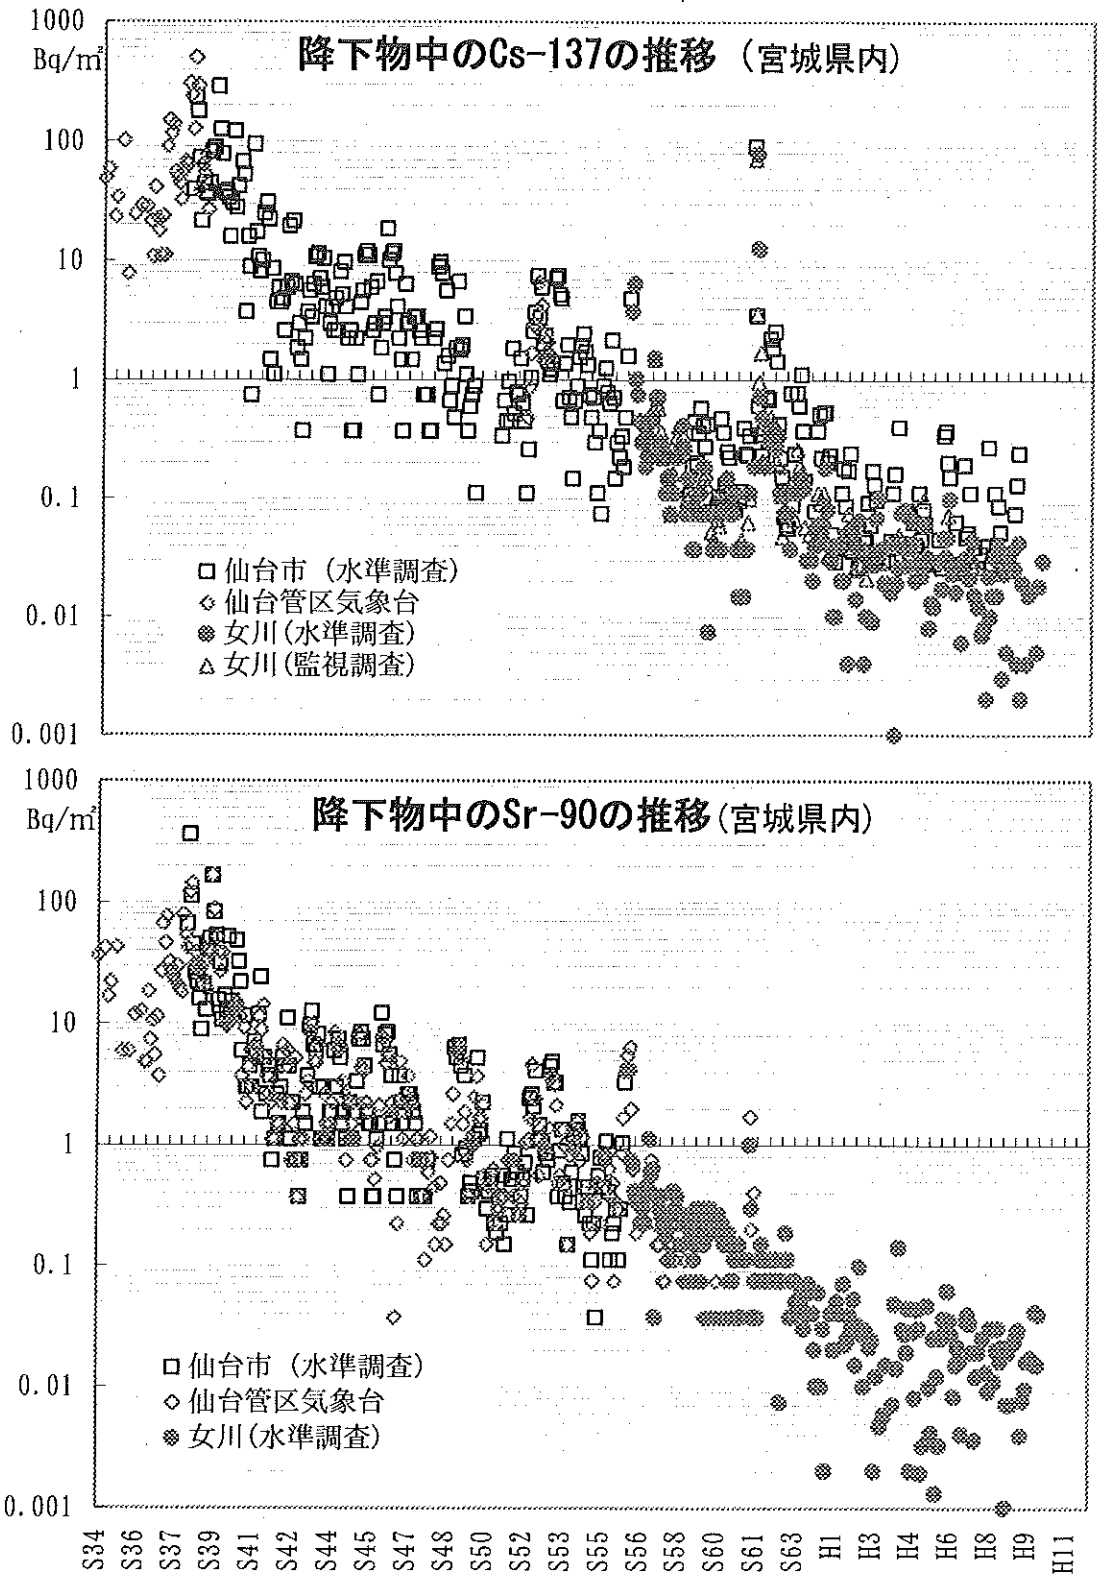 1000
Bq/㎡
降下物中のCs-137の推移 (宮城県内)
100
10
1
0.1
0.01
0.001
仙台市 (水準調査)
仙台管区気象台
女川(水準調査)
女川(監視調査)
1000
Bq/㎡
降下物中のSr-90の推移(宮城県内)
100
10
1
0.1
0.01
0.001
仙台市 (水準調査)
仙台管区気象台
女川(水準調査)
S34
S36
S37
S39
S41
S42
S44
S45
S47
S48
S50
S52
S53
S55
S56
S58
S60
S61
S63
H1
H3
H4
H6
H8
H9
H11